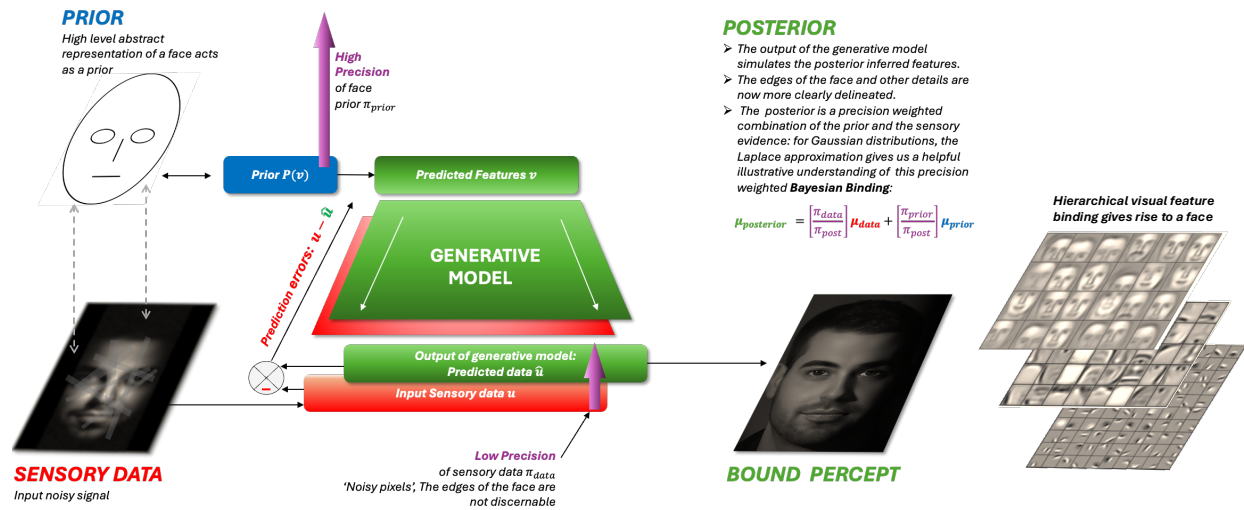 PRIOR
High level abstract
representation of a face acts
as a prior
High
Precision
of face
prior π_prior
Prior P(v)
Predicted Features v
Prediction errors: u − û
GENERATIVE
MODEL
Output of generative model:
Predicted data û
Input Sensory data u
Low Precision
of sensory data π_data
‘Noisy pixels’, The edges of the face are
not discernable
SENSORY DATA
Input noisy signal
POSTERIOR
➢ The output of the generative model
simulates the posterior inferred features.
➢ The edges of the face and other details are
now more clearly delineated.
➢ The posterior is a precision weighted
combination of the prior and the sensory
evidence: for Gaussian distributions, the
Laplace approximation gives us a helpful
illustrative understanding of this precision
weighted Bayesian Binding:
μ_posterior = [π_data / π_post] μ_data + [π_prior / π_post] μ_prior
BOUND PERCEPT
Hierarchical visual feature
binding gives rise to a face